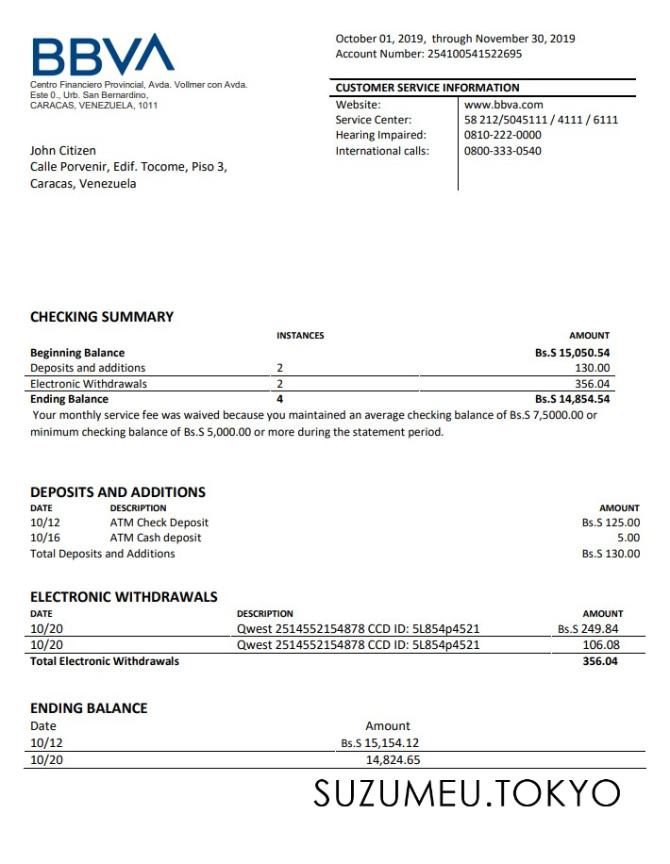 BBVA
Centro Financiero Provincial, Avda. Vollmer con Avda.
Este 0., Urb. San Bernardino,
CARACAS, VENEZUELA, 1011
October 01, 2019, through November 30, 2019
Account Number: 254100541522695
CUSTOMER SERVICE INFORMATION
Website: www.bbva.com
Service Center: 58 212/5045111 / 4111 / 6111
Hearing Impaired: 0810-222-0000
International calls: 0800-333-0540
John Citizen
Calle Porvenir, Edif. Tocome, Piso 3,
Caracas, Venezuela
CHECKING SUMMARY
INSTANCES AMOUNT
Beginning Balance Bs.S 15,050.54
Deposits and additions 2 130.00
Electronic Withdrawals 2 356.04
Ending Balance 4 Bs.S 14,854.54
Your monthly service fee was waived because you maintained an average checking balance of Bs.S 7,5000.00 or
minimum checking balance of Bs.S 5,000.00 or more during the statement period.
DEPOSITS AND ADDITIONS
DATE DESCRIPTION AMOUNT
10/12 ATM Check Deposit Bs.S 125.00
10/16 ATM Cash deposit 5.00
Total Deposits and Additions Bs.S 130.00
ELECTRONIC WITHDRAWALS
DATE DESCRIPTION AMOUNT
10/20 Qwest 2514552154878 CCD ID: 5L854p4521 Bs.S 249.84
10/20 Qwest 2514552154878 CCD ID: 5L854p4521 106.08
Total Electronic Withdrawals 356.04
ENDING BALANCE
Date Amount
10/12 Bs.S 15,154.12
10/20 14,824.65
SUZUMEU.TOKYO